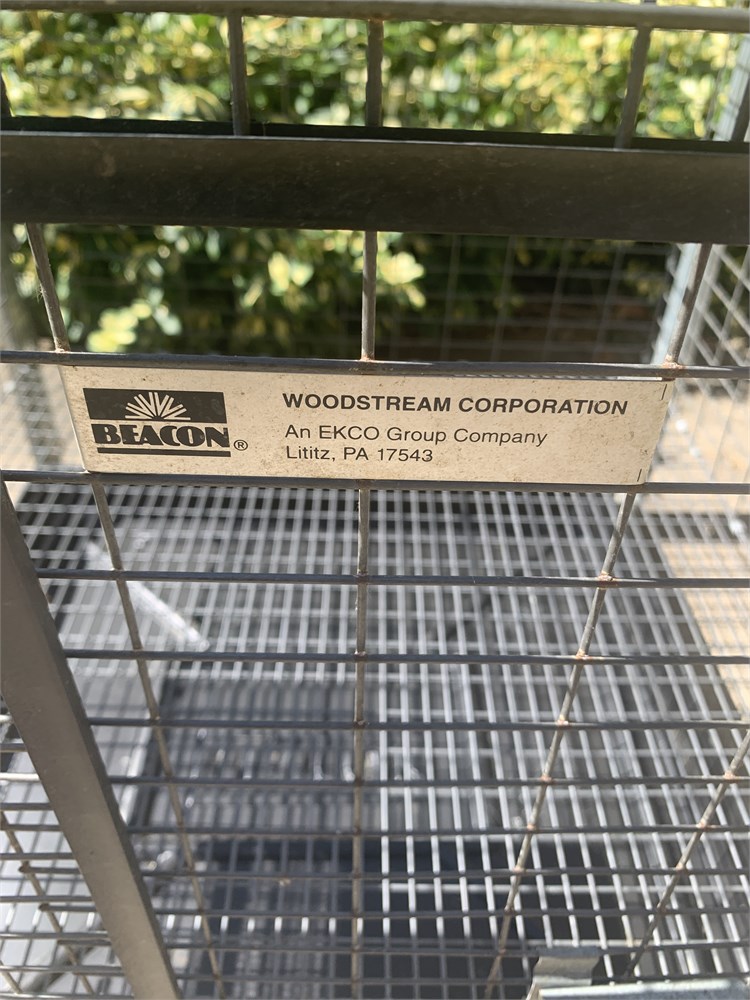 BEACON®
WOODSTREAM CORPORATION
An EKCO Group Company
Lititz, PA 17543